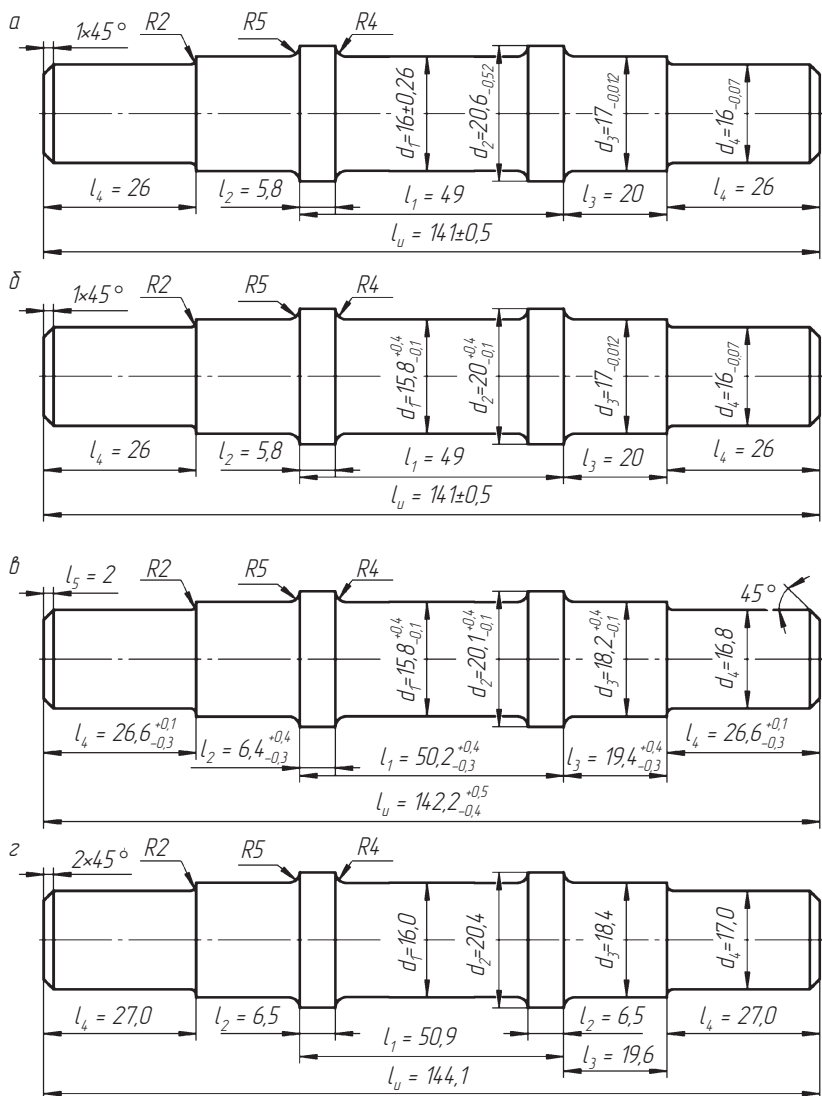 а
1×45°
R2
R5
R4
d₁=16±0,26
d₂=20,6₋₀,₅₂
d₃=17₋₀,₀₁₂
d₄=16₋₀,₀₇
l₄ = 26
l₂ = 5,8
l₁ = 49
l₃ = 20
l₄ = 26
lᵤ = 141±0,5
б
1×45°
R2
R5
R4
d₁=15,8 +0,4 −0,1
d₂=20 +0,4 −0,1
d₃=17₋₀,₀₁₂
d₄=16₋₀,₀₇
l₄ = 26
l₂ = 5,8
l₁ = 49
l₃ = 20
l₄ = 26
lᵤ = 141±0,5
в
l₅ = 2
R2
R5
R4
45°
d₁=15,8 +0,4 −0,1
d₂=20,1 +0,4 −0,1
d₃=18,2 +0,4 −0,1
d₄=16,8
l₄ = 26,6 +0,1 −0,3
l₂ = 6,4 +0,4 −0,3
l₁ = 50,2 +0,4 −0,3
l₃ = 19,4 +0,4 −0,3
l₄ = 26,6 +0,1 −0,3
lᵤ = 142,2 +0,5 −0,4
г
2×45°
R2
R5
R4
d₁=16,0
d₂=20,4
d₃=18,4
d₄=17,0
l₄ = 27,0
l₂ = 6,5
l₁ = 50,9
l₂ = 6,5
l₃ = 19,6
l₄ = 27,0
lᵤ = 144,1